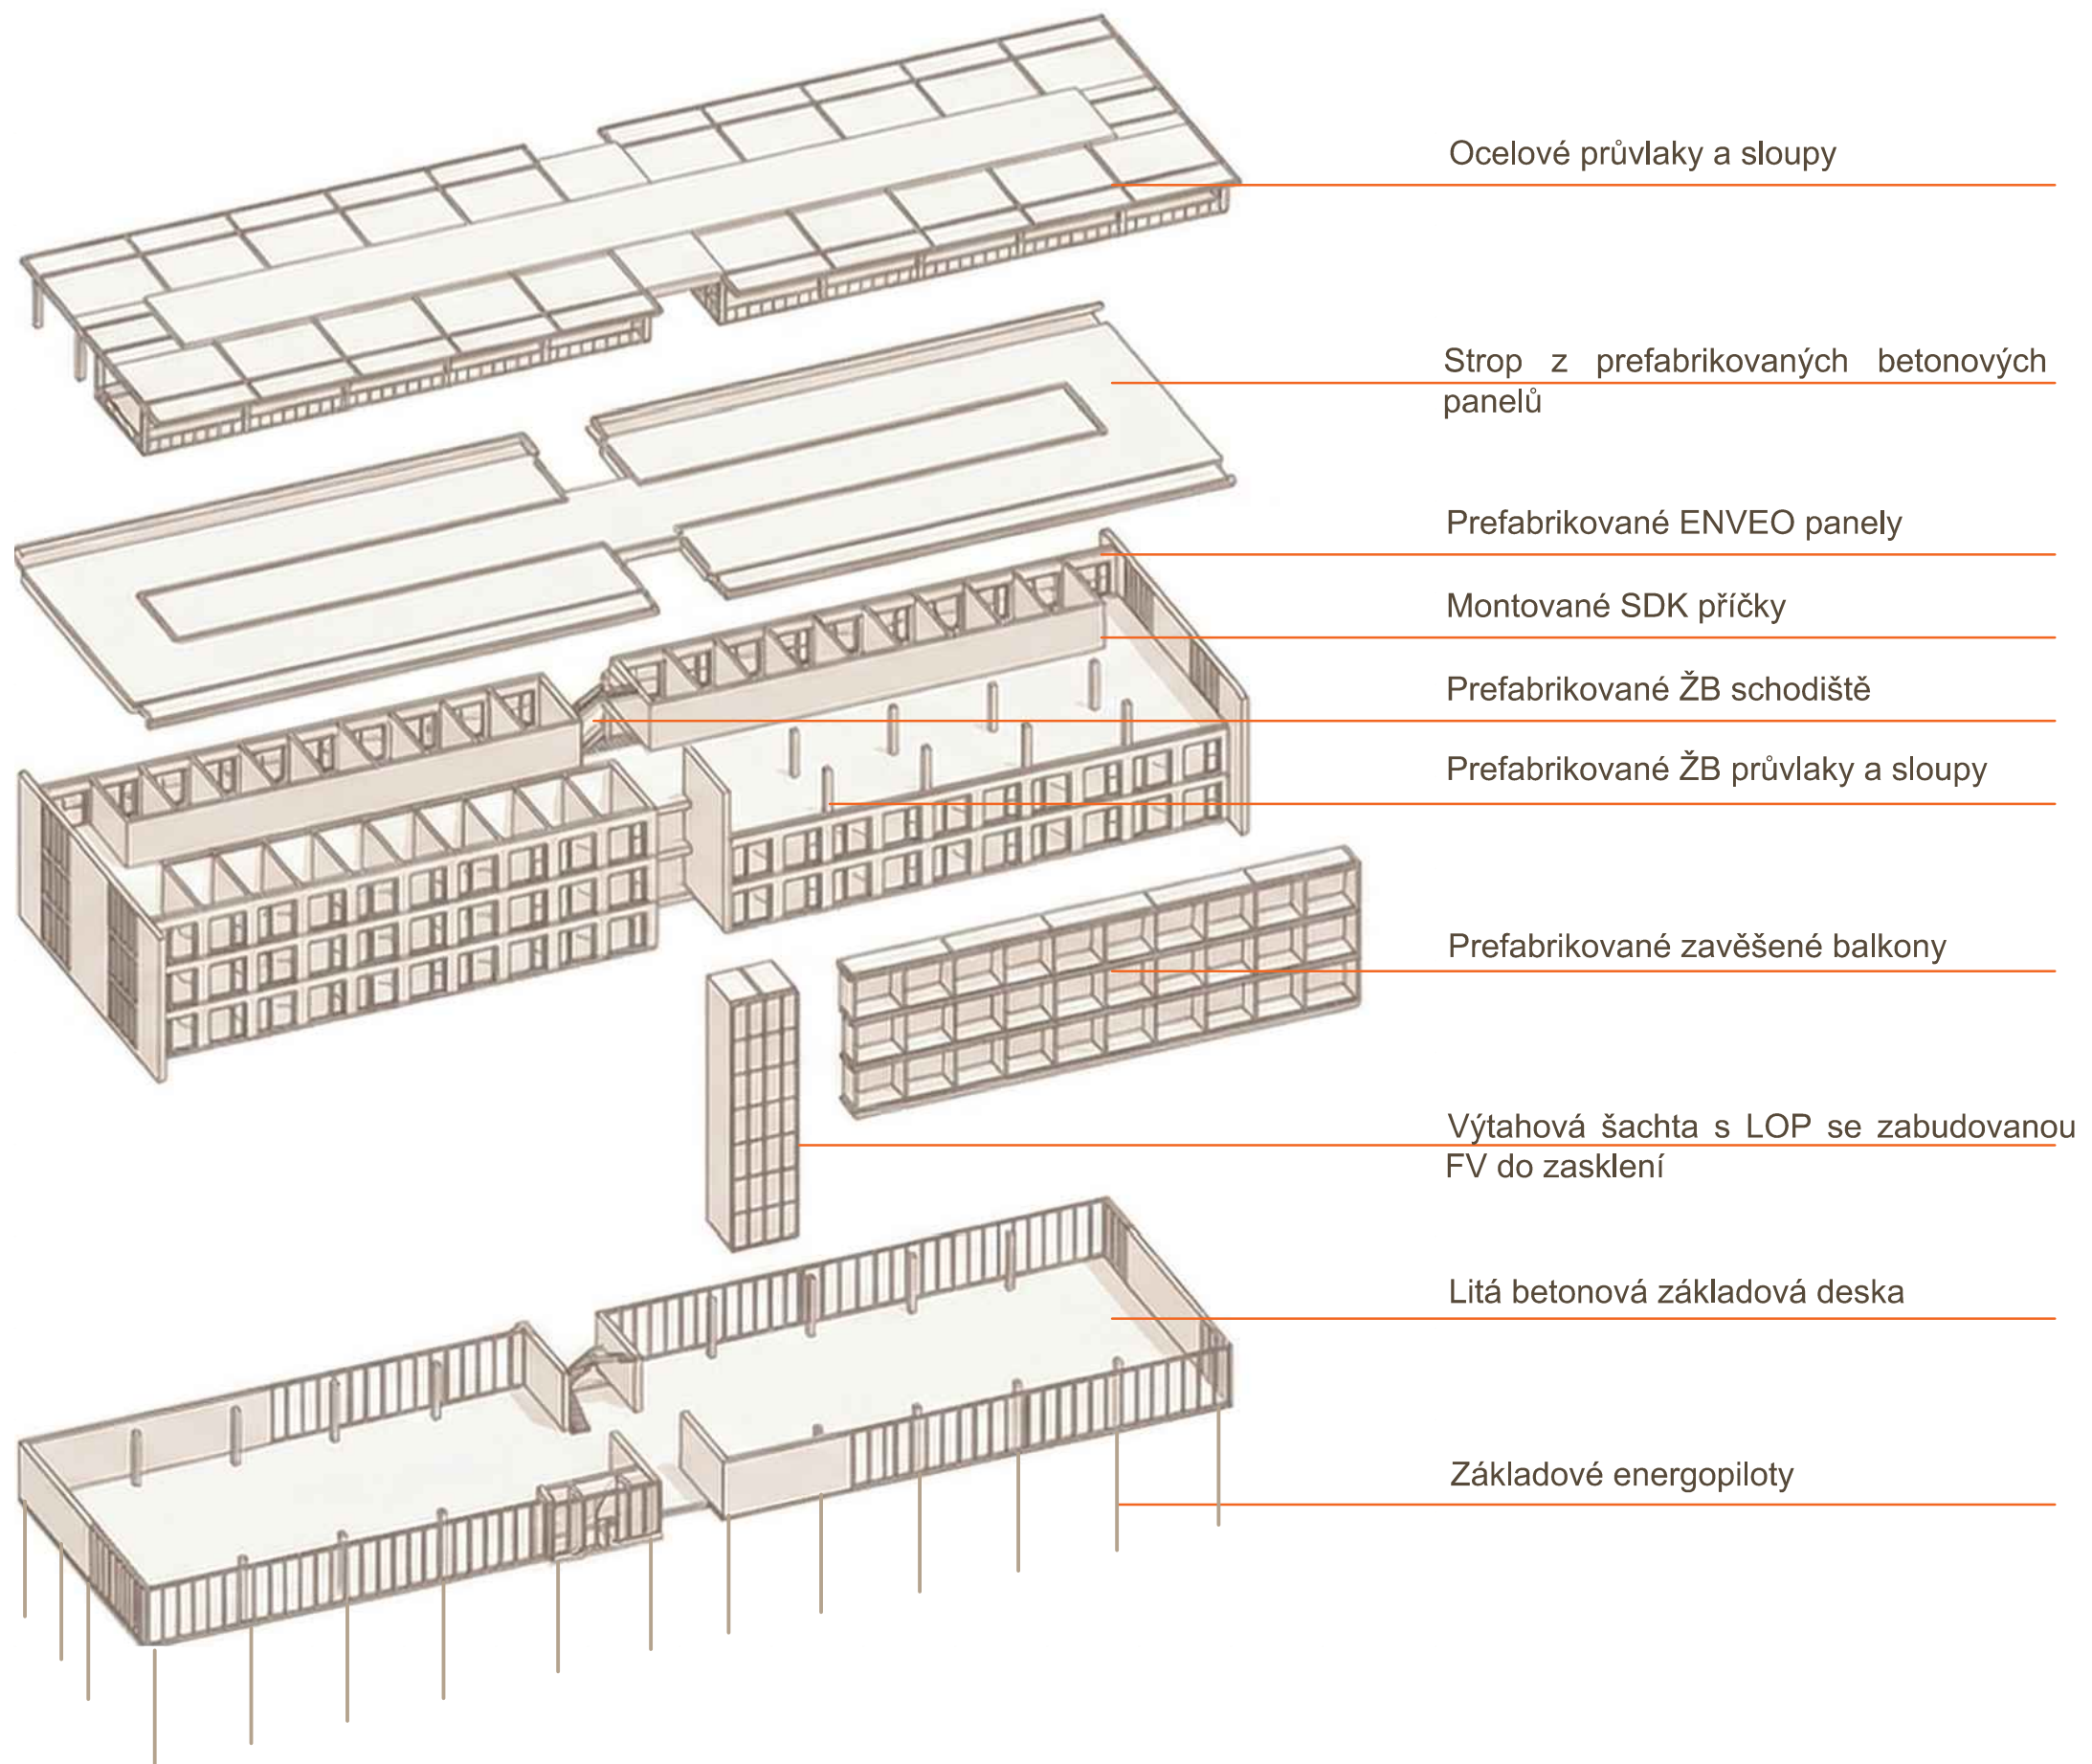 Ocelové průvlaky a sloupy
Strop z prefabrikovaných betonových
panelů
Prefabrikované ENVEO panely
Montované SDK příčky
Prefabrikované ŽB schodiště
Prefabrikované ŽB průvlaky a sloupy
Prefabrikované zavěšené balkony
Výtahová šachta s LOP se zabudovanou
FV do zasklení
Litá betonová základová deska
Základové energopiloty